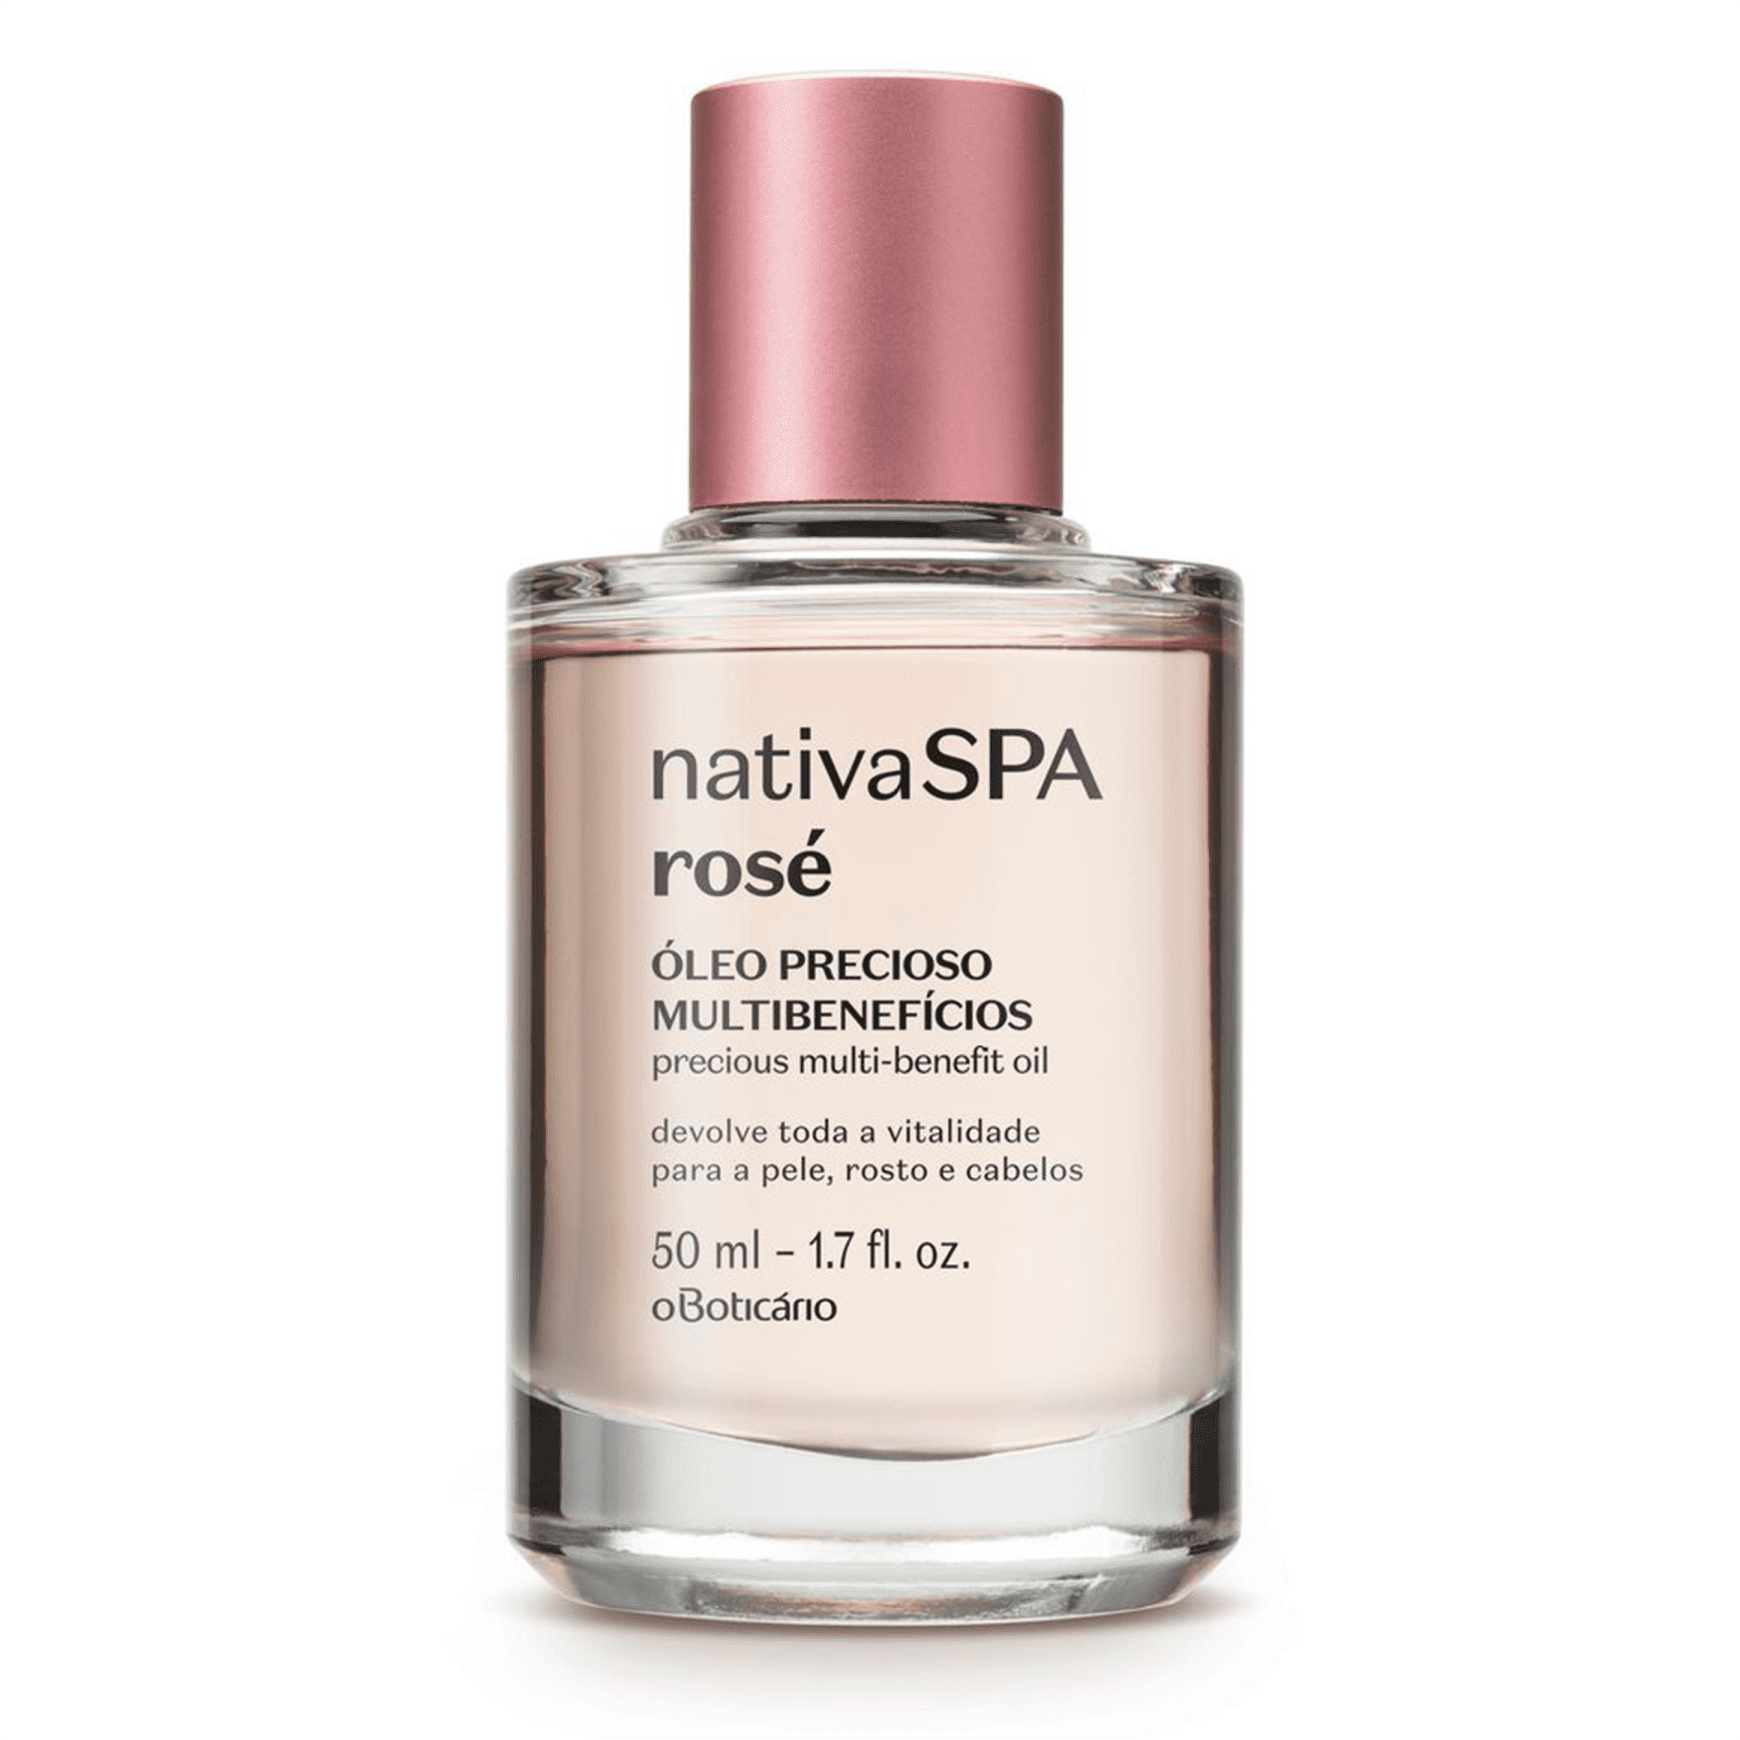 nativaSPA
rosé
ÓLEO PRECIOSO
MULTIBENEFÍCIOS
precious multi-benefit oil
devolve toda a vitalidade
para a pele, rosto e cabelos
50 ml – 1.7 fl. oz.
oBoticário